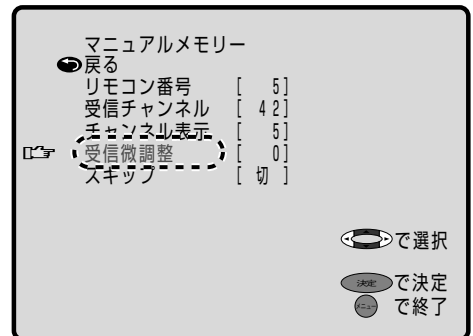 マニュアルメモリー
戻る
リモコン番号 [ 5]
受信チャンネル [ 42]
チャンネル表示 [ 5]
受信微調整 [ 0]
スキップ [ 切 ]
で選択
決定 で決定
メニュー で終了